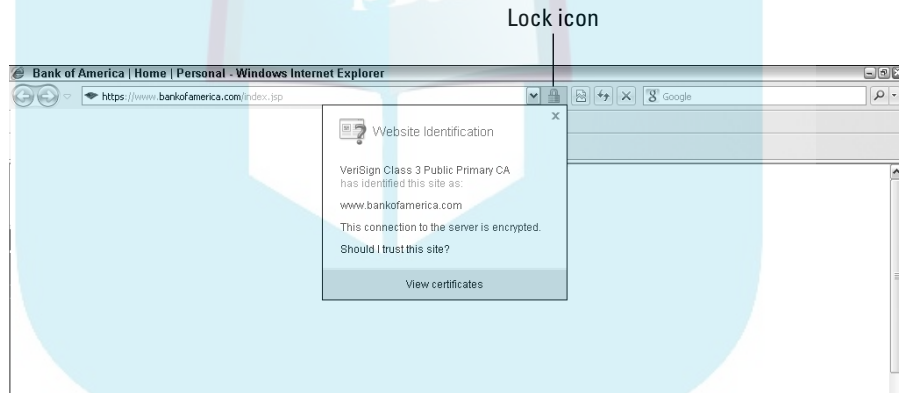 Lock icon
Bank of America | Home | Personal - Windows Internet Explorer
https://www.bankofamerica.com/index.jsp
Google
Website Identification
VeriSign Class 3 Public Primary CA
has identified this site as:
www.bankofamerica.com
This connection to the server is encrypted.
Should I trust this site?
View certificates